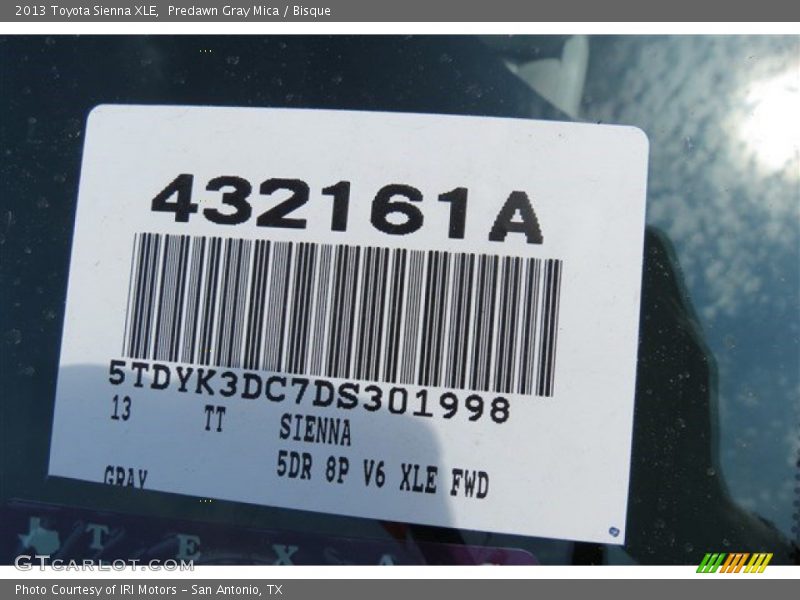 2013 Toyota Sienna XLE, Predawn Gray Mica / Bisque
432161A
5TDYK3DC7DS301998
13 TT SIENNA
5DR 8P V6 XLE FWD
GRAY
T E X A
GTCARLOT.COM
Photo Courtesy of IRI Motors - San Antonio, TX